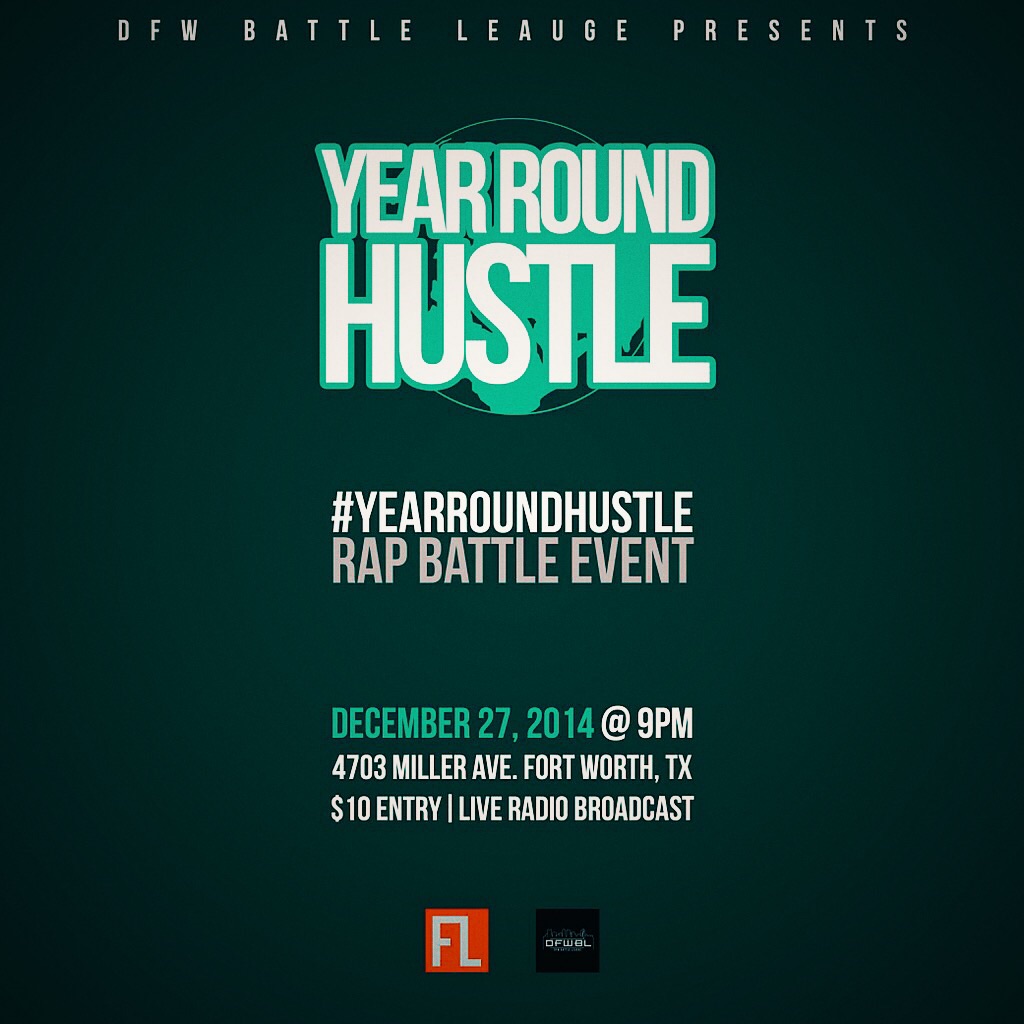 DFW BATTLE LEAUGE PRESENTS
YEAR ROUND
HUSTLE
#YEARROUNDHUSTLE
RAP BATTLE EVENT
DECEMBER 27, 2014 @ 9PM
4703 MILLER AVE. FORT WORTH, TX
$10 ENTRY | LIVE RADIO BROADCAST
FL
DFWBL